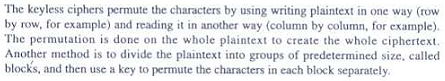 The keyless ciphers permute the characters by using writing plaintext in one way (row
by row, for example) and reading it in another way (column by column, for example).
The permutation is done on the whole plaintext to create the whole ciphertext.
Another method is to divide the plaintext into groups of predetermined size, called
blocks, and then use a key to permute the characters in each block separately.